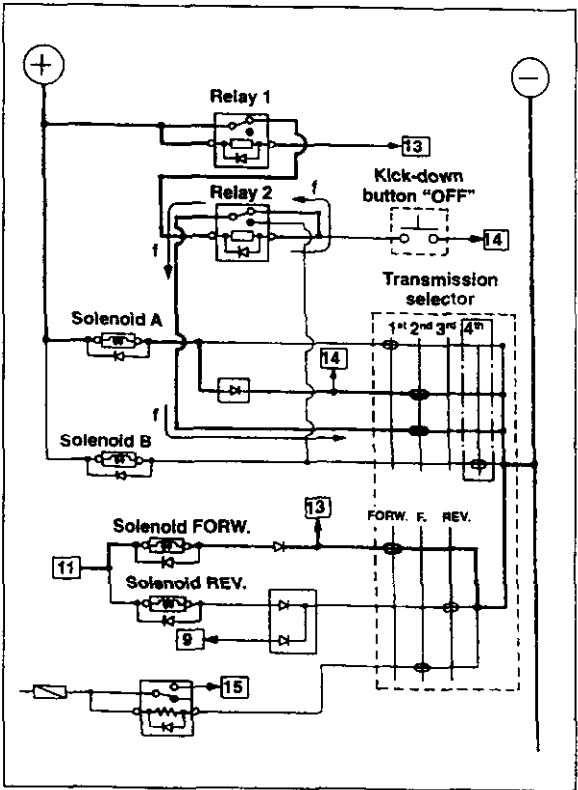 +
−
Relay 1
13
Kick-down
button "OFF"
Relay 2
f
f
14
Transmission
selector
Solenoid A
1st 2nd 3rd 4th
14
f
Solenoid B
13
Solenoid FORW.
FORW. F. REV.
11
Solenoid REV.
9
15